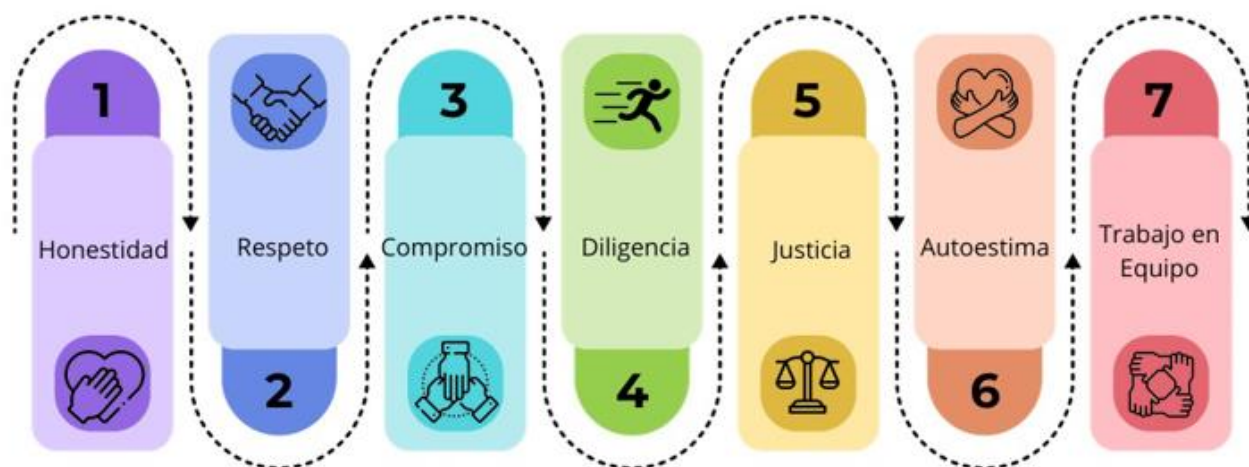 1
Honestidad
Respeto
2
3
Compromiso
Diligencia
4
5
Justicia
Autoestima
6
7
Trabajo en
Equipo